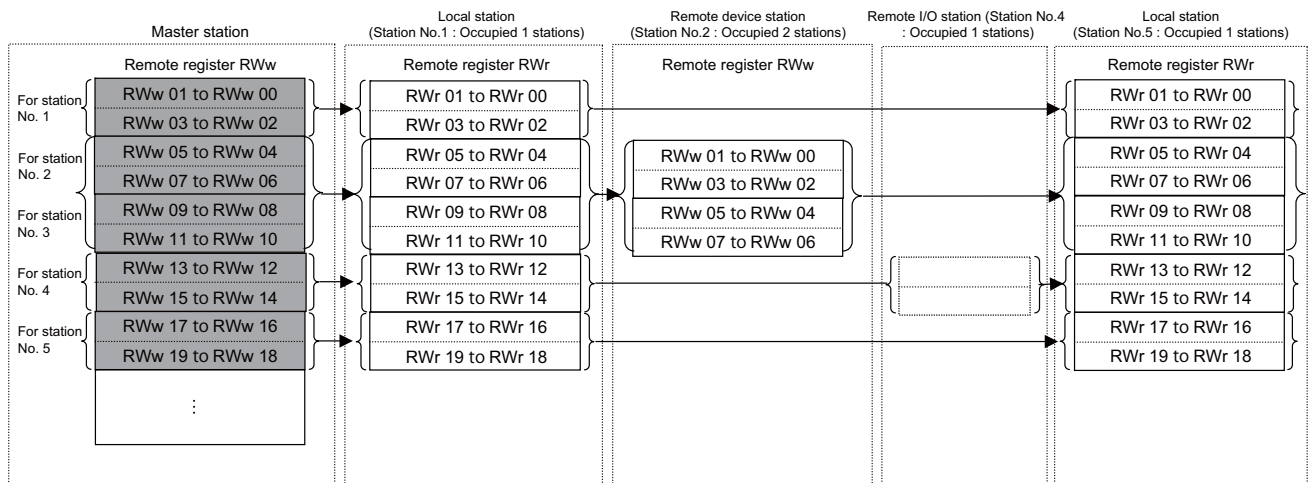 Master station
Local station
(Station No.1 : Occupied 1 stations)
Remote device station
(Station No.2 : Occupied 2 stations)
Remote I/O station (Station No.4
: Occupied 1 stations)
Local station
(Station No.5 : Occupied 1 stations)
Remote register RWw
Remote register RWr
Remote register RWw
Remote register RWr
For station
No. 1
For station
No. 2
For station
No. 3
For station
No. 4
For station
No. 5
RWw 01 to RWw 00
RWw 03 to RWw 02
RWw 05 to RWw 04
RWw 07 to RWw 06
RWw 09 to RWw 08
RWw 11 to RWw 10
RWw 13 to RWw 12
RWw 15 to RWw 14
RWw 17 to RWw 16
RWw 19 to RWw 18
⋮
RWr 01 to RWr 00
RWr 03 to RWr 02
RWr 05 to RWr 04
RWr 07 to RWr 06
RWr 09 to RWr 08
RWr 11 to RWr 10
RWr 13 to RWr 12
RWr 15 to RWr 14
RWr 17 to RWr 16
RWr 19 to RWr 18
RWw 01 to RWw 00
RWw 03 to RWw 02
RWw 05 to RWw 04
RWw 07 to RWw 06
RWr 01 to RWr 00
RWr 03 to RWr 02
RWr 05 to RWr 04
RWr 07 to RWr 06
RWr 09 to RWr 08
RWr 11 to RWr 10
RWr 13 to RWr 12
RWr 15 to RWr 14
RWr 17 to RWr 16
RWr 19 to RWr 18